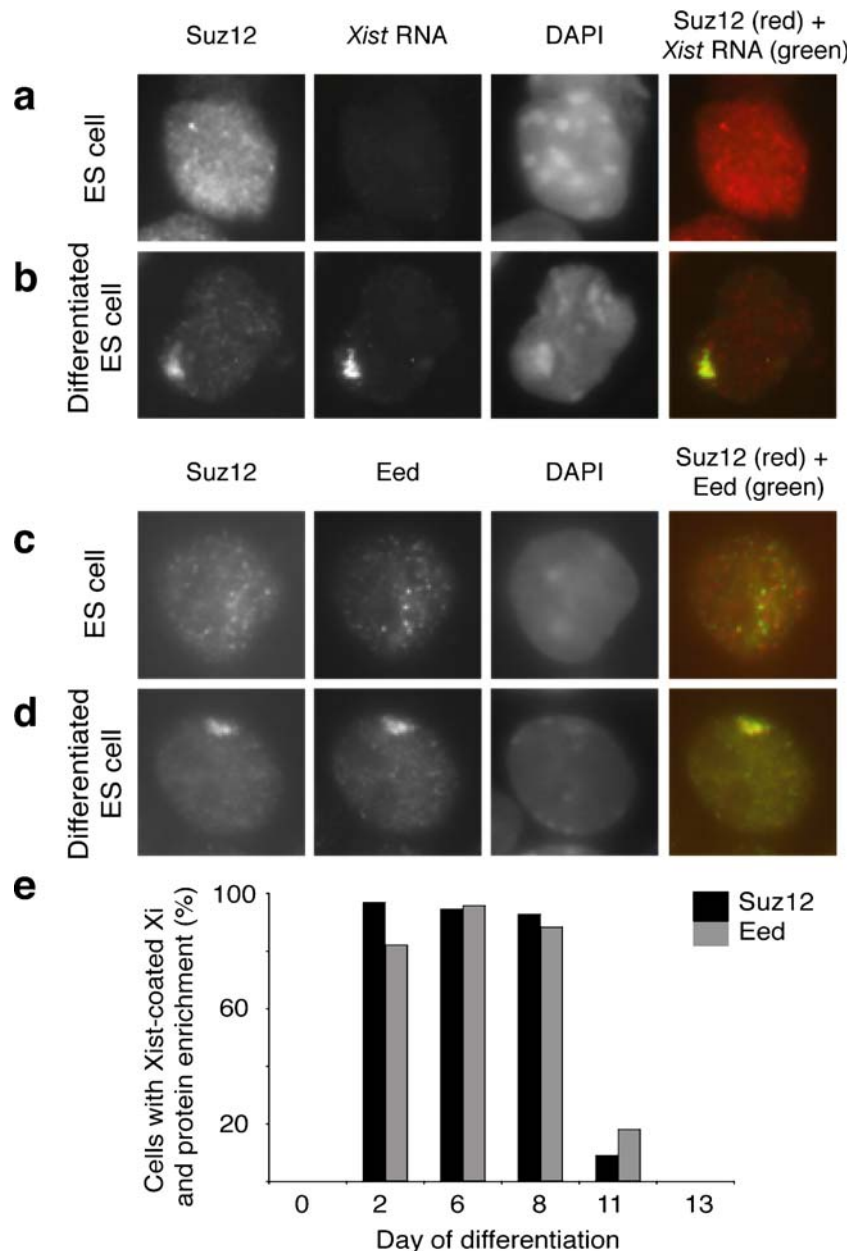 Suz12
Xist RNA
DAPI
Suz12 (red) +
Xist RNA (green)
a
ES cell
b
Differentiated
ES cell
Suz12
Eed
DAPI
Suz12 (red) +
Eed (green)
c
ES cell
d
Differentiated
ES cell
e
Cells with Xist-coated Xi
and protein enrichment (%)
100
60
20
Suz12
Eed
0 2 6 8 11 13
Day of differentiation